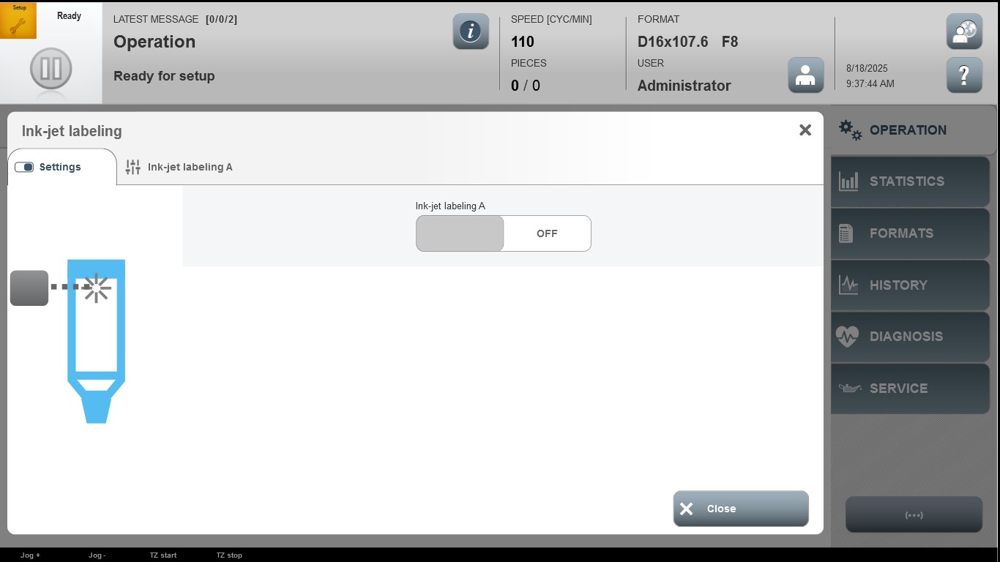 Setup
Ready
LATEST MESSAGE [0/0/2]
Operation
Ready for setup
i
SPEED [CYC/MIN]
110
PIECES
0 / 0
FORMAT
D16x107.6 F8
USER
Administrator
8/18/2025
9:37:44 AM
?
Ink-jet labeling
Settings
Ink-jet labeling A
Ink-jet labeling A
OFF
Close
OPERATION
STATISTICS
FORMATS
HISTORY
DIAGNOSIS
SERVICE
(•••)
Jog +
Jog -
TZ start
TZ stop